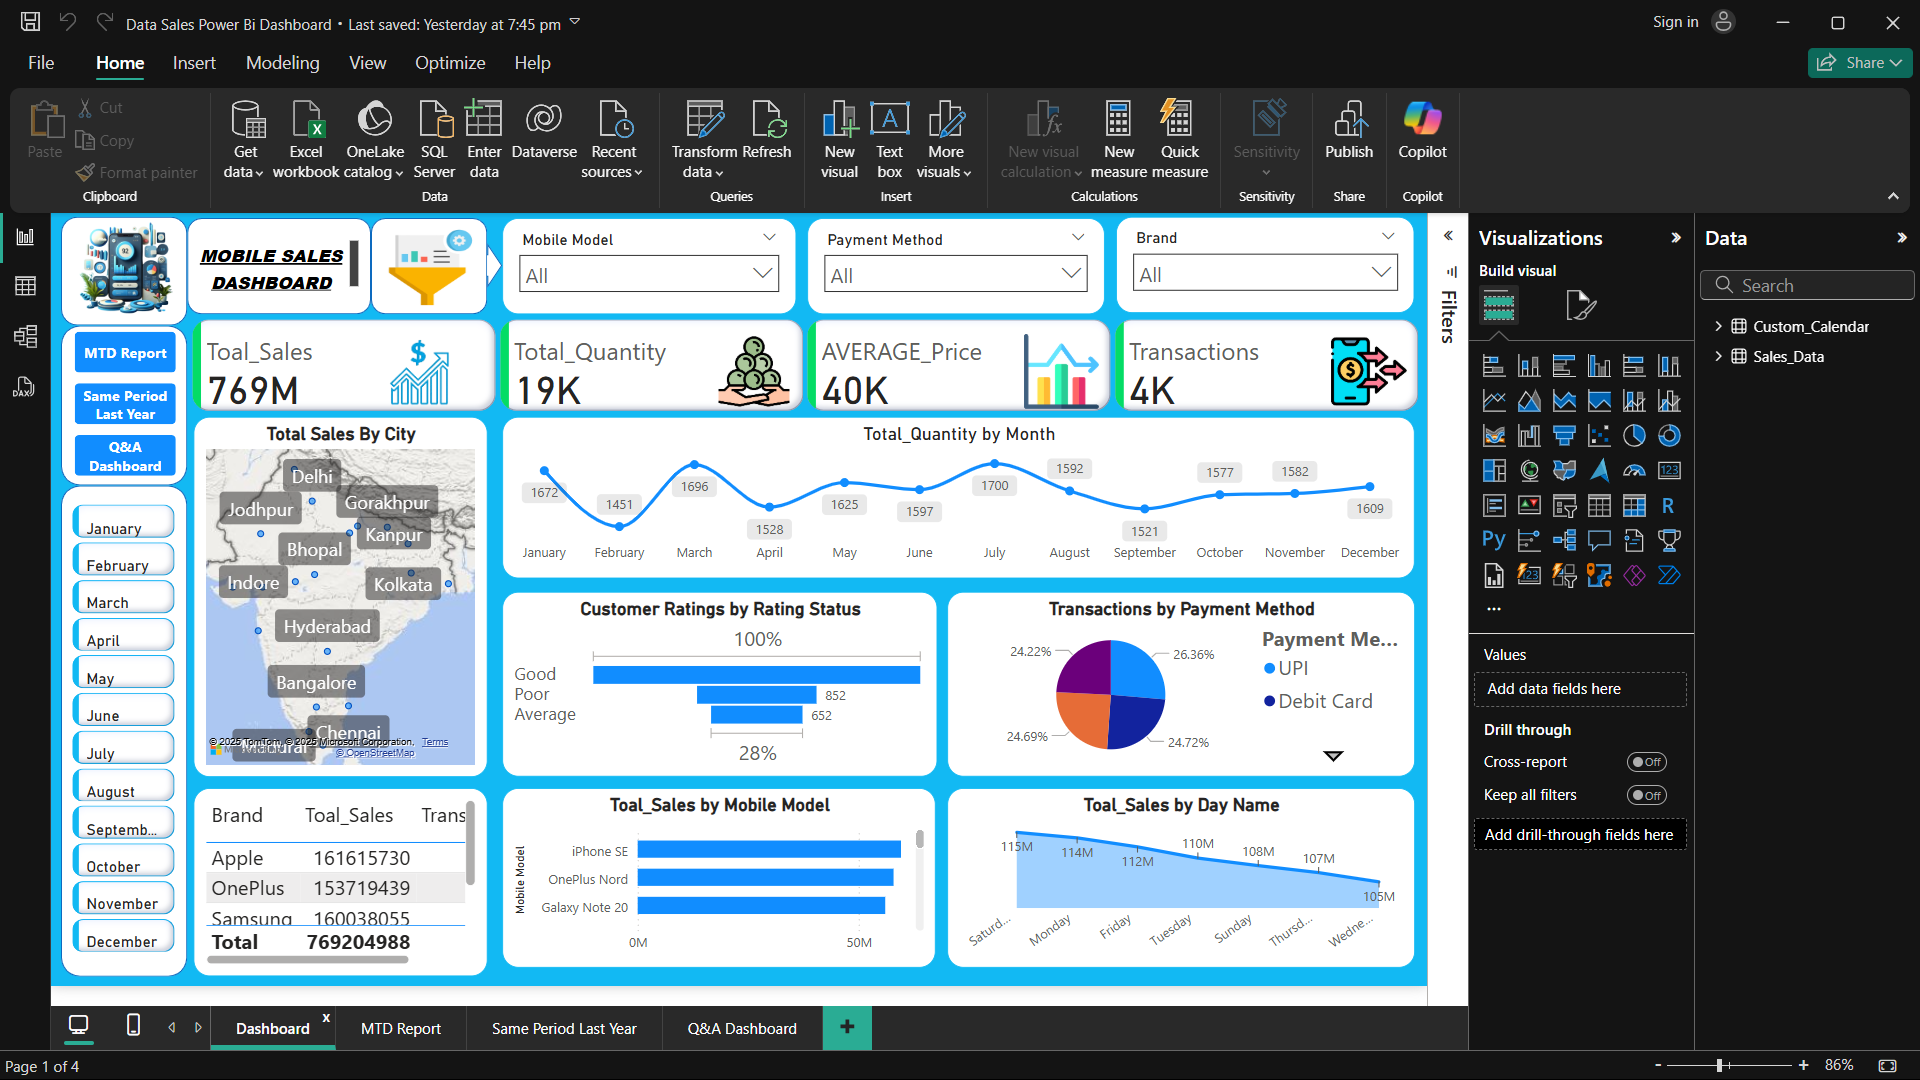 Data Sales Power Bi Dashboard • Last saved: Yesterday at 7:45 pm
Sign in
File
Home
Insert
Modeling
View
Optimize
Help
Share
Paste
Cut
Copy
Format painter
Clipboard
Get data
Excel workbook
OneLake catalog
SQL Server
Enter data
Dataverse
Recent sources
Data
Transform data
Refresh
Queries
New visual
Text box
More visuals
Insert
New visual calculation
New measure
Quick measure
Calculations
Sensitivity
Sensitivity
Publish
Share
Copilot
Copilot
MOBILE SALES
DASHBOARD
Mobile Model
All
Payment Method
All
Brand
All
MTD Report
Same Period
Last Year
Q&A
Dashboard
Toal_Sales
769M
Total_Quantity
19K
AVERAGE_Price
40K
Transactions
4K
January
February
March
April
May
June
July
August
Septemb...
October
November
December
Total Sales By City
Delhi
Jodhpur
Gorakhpur
Kanpur
Bhopal
Indore
Kolkata
Hyderabad
Bangalore
Chennai
© 2025 TomTom, © 2025 Microsoft Corporation, Terms
© OpenStreetMap
Total_Quantity by Month
1672
1451
1696
1528
1625
1597
1700
1592
1521
1577
1582
1609
January
February
March
April
May
June
July
August
September
October
November
December
Customer Ratings by Rating Status
100%
Good
Poor
852
Average
652
28%
Transactions by Payment Method
24.22%
26.36%
24.69%
24.72%
Payment Me...
UPI
Debit Card
Brand Toal_Sales Trans
Apple 161615730
OnePlus 153719439
Samsung 160038055
Total 769204988
Toal_Sales by Mobile Model
Mobile Model
iPhone SE
OnePlus Nord
Galaxy Note 20
0M
50M
Toal_Sales by Day Name
115M
114M
112M
110M
108M
107M
105M
Saturd...
Monday
Friday
Tuesday
Sunday
Thursd...
Wedne...
Filters
Visualizations
Build visual
123
R
Py
123
...
Values
Add data fields here
Drill through
Cross-report
Off
Keep all filters
Off
Add drill-through fields here
Data
Search
Custom_Calendar
Sales_Data
DAX
Dashboard
x
MTD Report
Same Period Last Year
Q&A Dashboard
+
Page 1 of 4
- + 86%